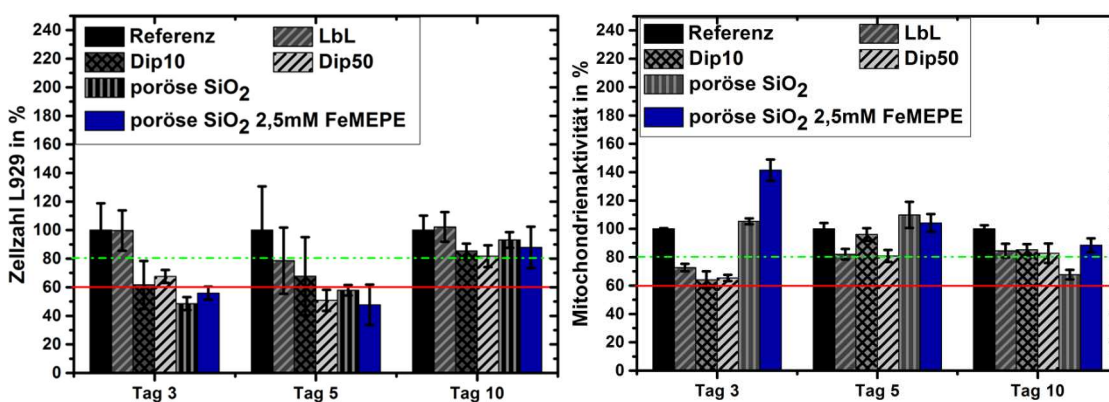 Zellzahl L929 in %
240
220
200
180
160
140
120
100
80
60
40
20
0
Referenz
LbL
Dip10
Dip50
poröse SiO2
poröse SiO2 2,5mM FeMEPE
Tag 3
Tag 5
Tag 10
Mitochondrienaktivität in %
240
220
200
180
160
140
120
100
80
60
40
20
0
Referenz
LbL
Dip10
Dip50
poröse SiO2
poröse SiO2 2,5mM FeMEPE
Tag 3
Tag 5
Tag 10